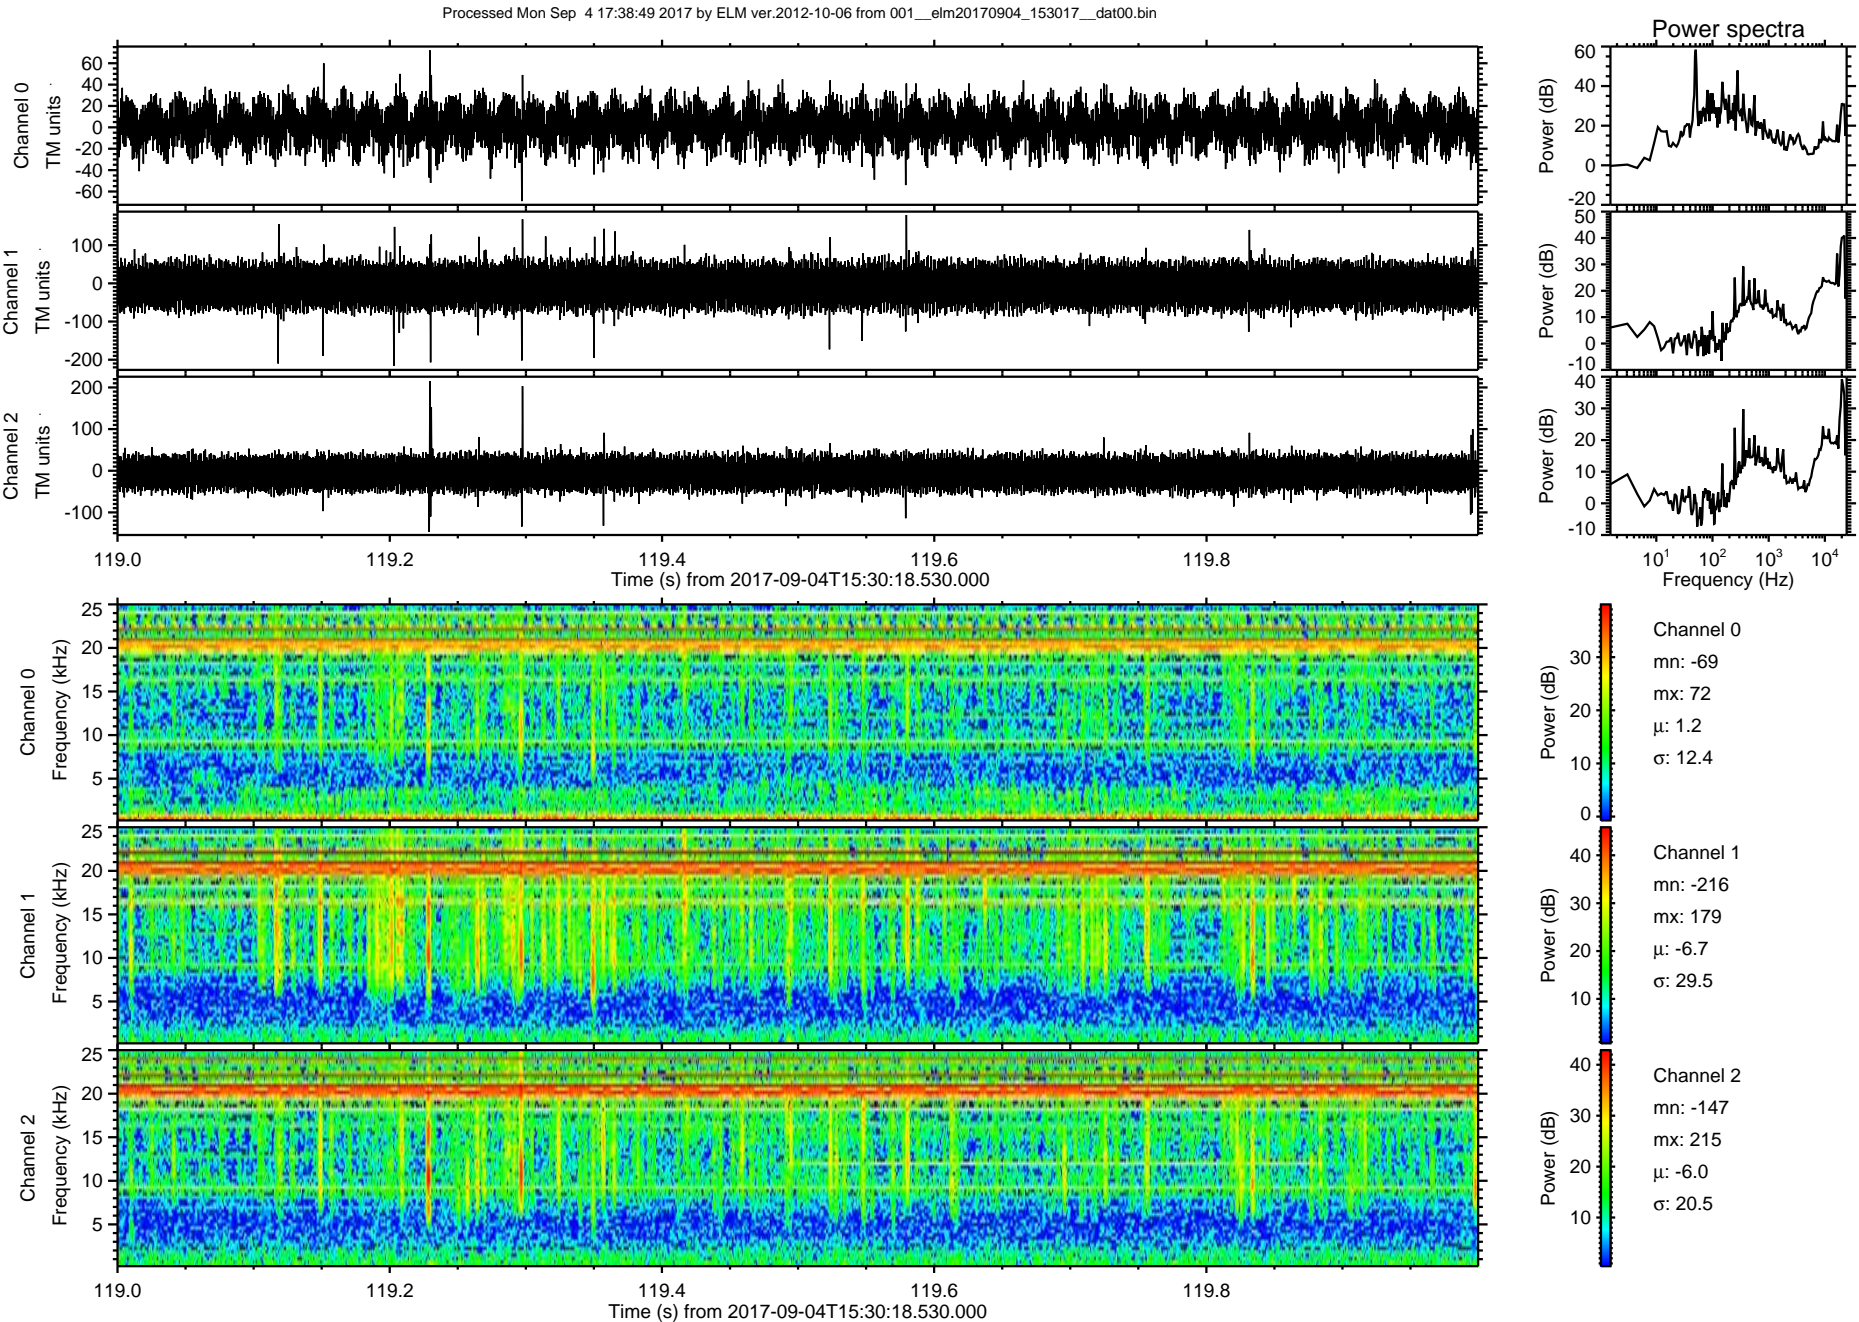 Processed Mon Sep  4 17:38:49 2017 by ELM ver.2012-10-06 from 001__elm20170904_153017__dat00.bin
Power spectra
Channel 0
TM units
60
40
20
0
-20
-40
-60
Power (dB)
60
40
20
0
-20
Channel 1
TM units
100
0
-100
-200
Power (dB)
50
40
30
20
10
0
-10
Channel 2
TM units
200
100
0
-100
Power (dB)
40
30
20
10
0
-10
119.0 119.2 119.4 119.6 119.8
Time (s) from 2017-09-04T15:30:18.530.000
10^1 10^2 10^3 10^4
Frequency (Hz)
Channel 0
Frequency (kHz)
25
20
15
10
5
Power (dB)
30
20
10
0
Channel 0
mn: -69
mx: 72
μ: 1.2
σ: 12.4
Channel 1
Frequency (kHz)
25
20
15
10
5
Power (dB)
40
30
20
10
Channel 1
mn: -216
mx: 179
μ: -6.7
σ: 29.5
Channel 2
Frequency (kHz)
25
20
15
10
5
Power (dB)
40
30
20
10
Channel 2
mn: -147
mx: 215
μ: -6.0
σ: 20.5
119.0 119.2 119.4 119.6 119.8
Time (s) from 2017-09-04T15:30:18.530.000